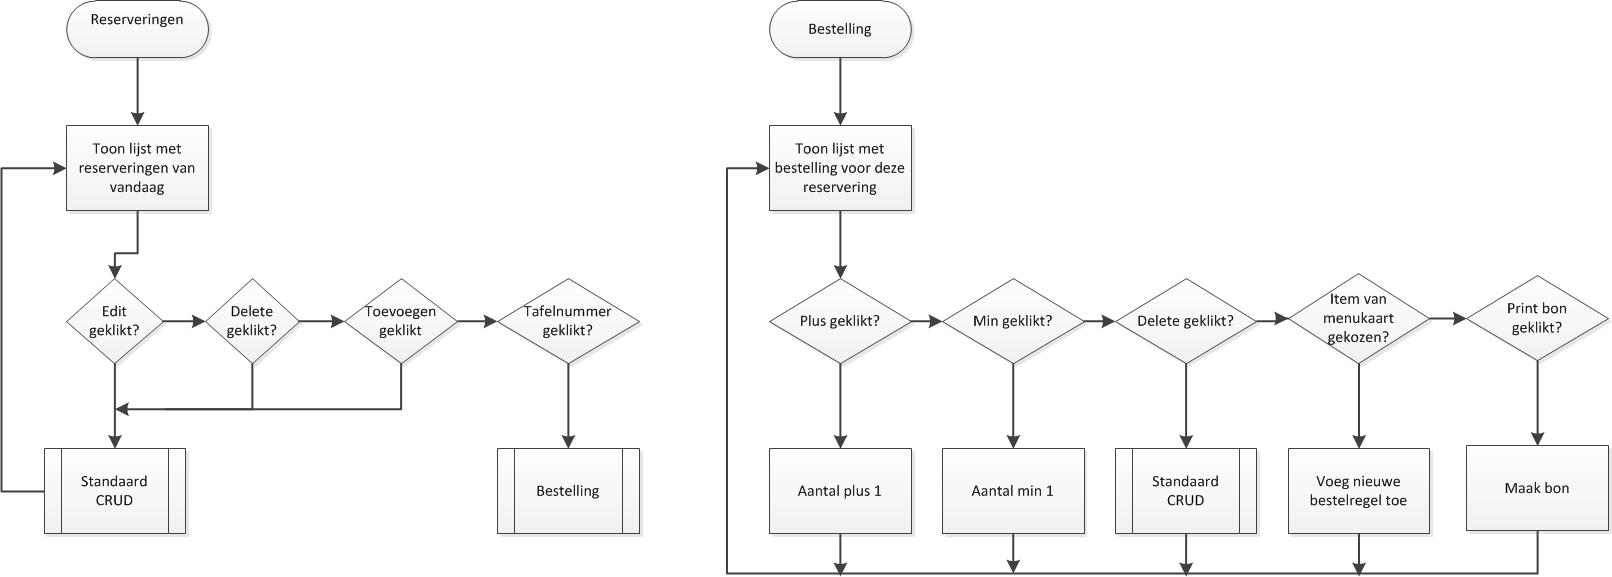 Reserveringen
Toon lijst met
reserveringen van
vandaag
Edit
geklikt?
Delete
geklikt?
Toevoegen
geklikt
Tafelnummer
geklikt?
Standaard
CRUD
Bestelling
Bestelling
Toon lijst met
bestelling voor deze
reservering
Plus geklikt?
Min geklikt?
Delete geklikt?
Item van
menukaart
gekozen?
Print bon
geklikt?
Aantal plus 1
Aantal min 1
Standaard
CRUD
Voeg nieuwe
bestelregel toe
Maak bon